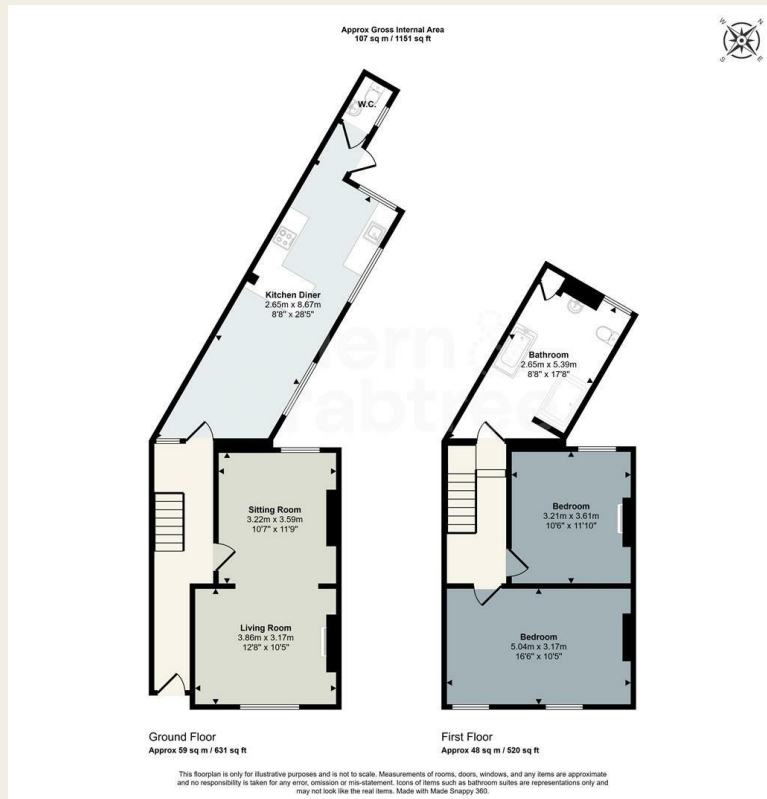 Approx Gross Internal Area
107 sq m / 1151 sq ft
W
N
S
E
W.C.
Kitchen Diner
2.65m x 8.67m
8'8" x 28'5"
Bathroom
2.65m x 5.39m
8'8" x 17'8"
Sitting Room
3.22m x 3.59m
10'7" x 11'9"
Bedroom
3.21m x 3.61m
10'6" x 11'10"
Living Room
3.86m x 3.17m
12'8" x 10'5"
Bedroom
5.04m x 3.17m
16'6" x 10'5"
Ground Floor
Approx 59 sq m / 631 sq ft
First Floor
Approx 48 sq m / 520 sq ft
This floorplan is only for illustrative purposes and is not to scale. Measurements of rooms, doors, windows, and any items are approximate
and no responsibility is taken for any error, omission or mis-statement. Icons of items such as bathroom suites are representations only and
may not look like the real items. Made with Made Snappy 360.